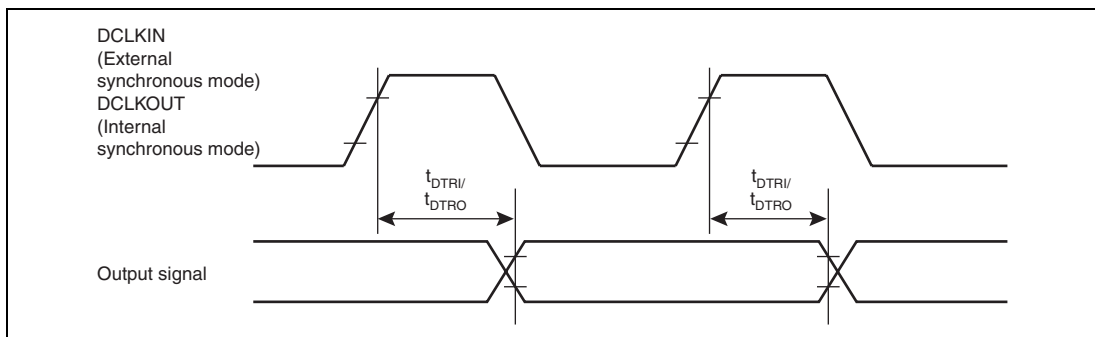 DCLKIN
(External
synchronous mode)
DCLKOUT
(Internal
synchronous mode)
tDTRI/
tDTRO
tDTRI/
tDTRO
Output signal